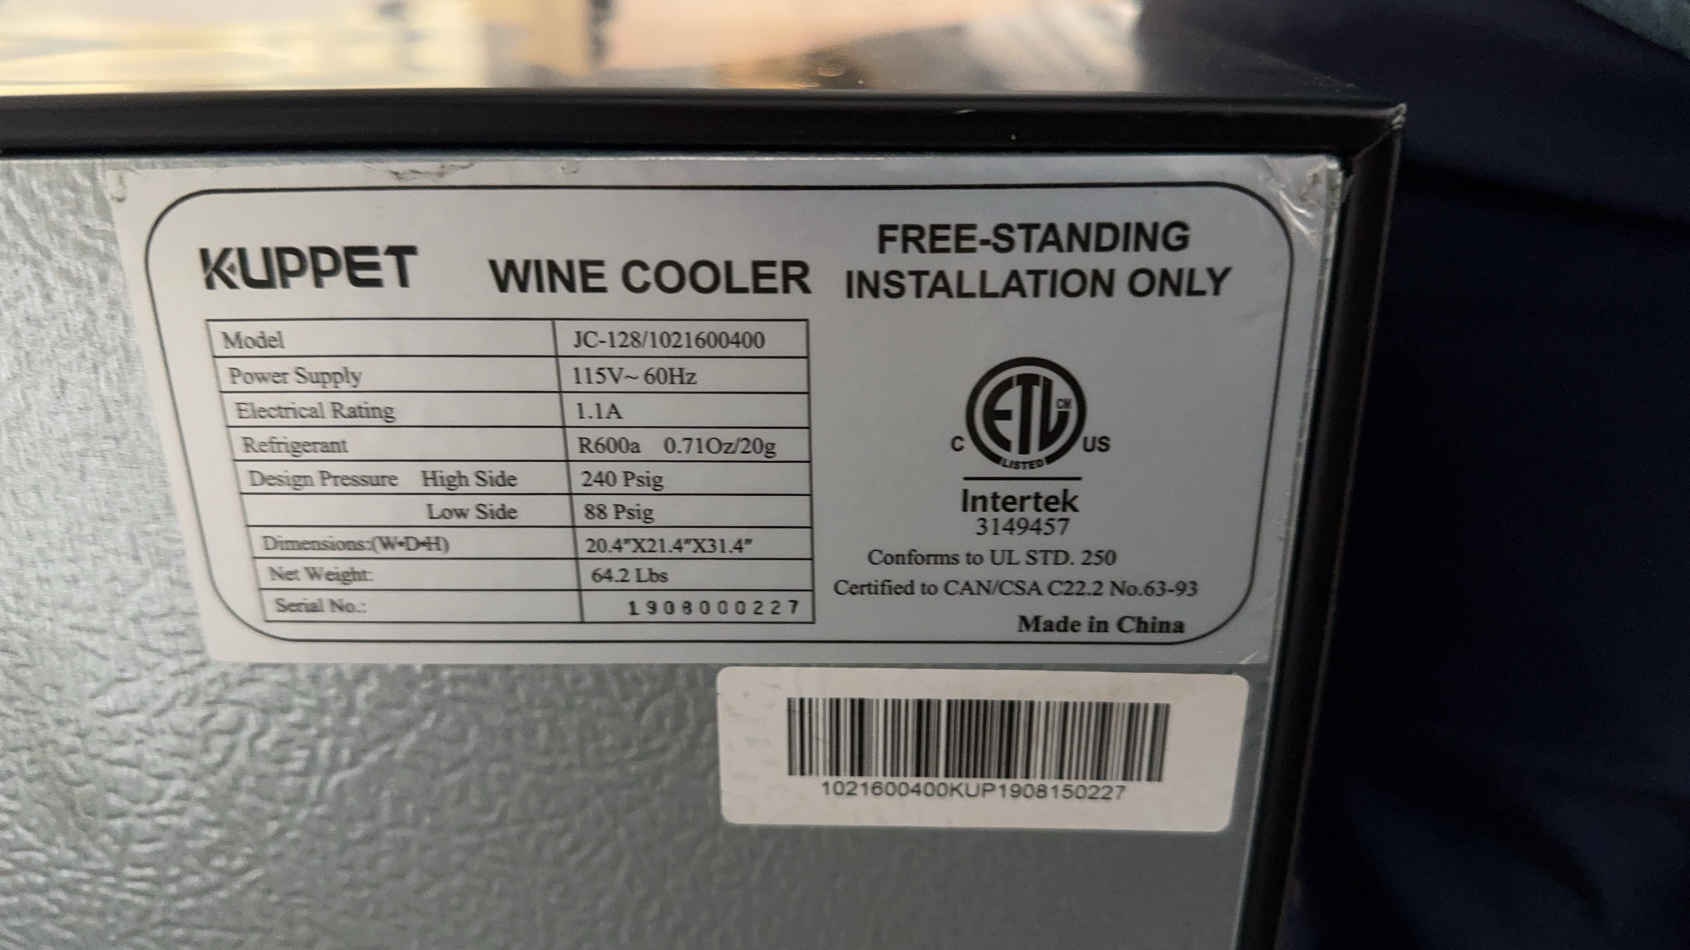 KUPPET WINE COOLER
FREE-STANDING
INSTALLATION ONLY
Model JC-128/1021600400
Power Supply 115V~ 60Hz
Electrical Rating 1.1A
Refrigerant R600a 0.71Oz/20g
Design Pressure High Side 240 Psig
Low Side 88 Psig
Dimensions:(W•D•H) 20.4"X21.4"X31.4"
Net Weight: 64.2 Lbs
Serial No.: 1908000227
ETL CM
C US
LISTED
Intertek
3149457
Conforms to UL STD. 250
Certified to CAN/CSA C22.2 No.63-93
Made in China
1021600400KUP1908150227